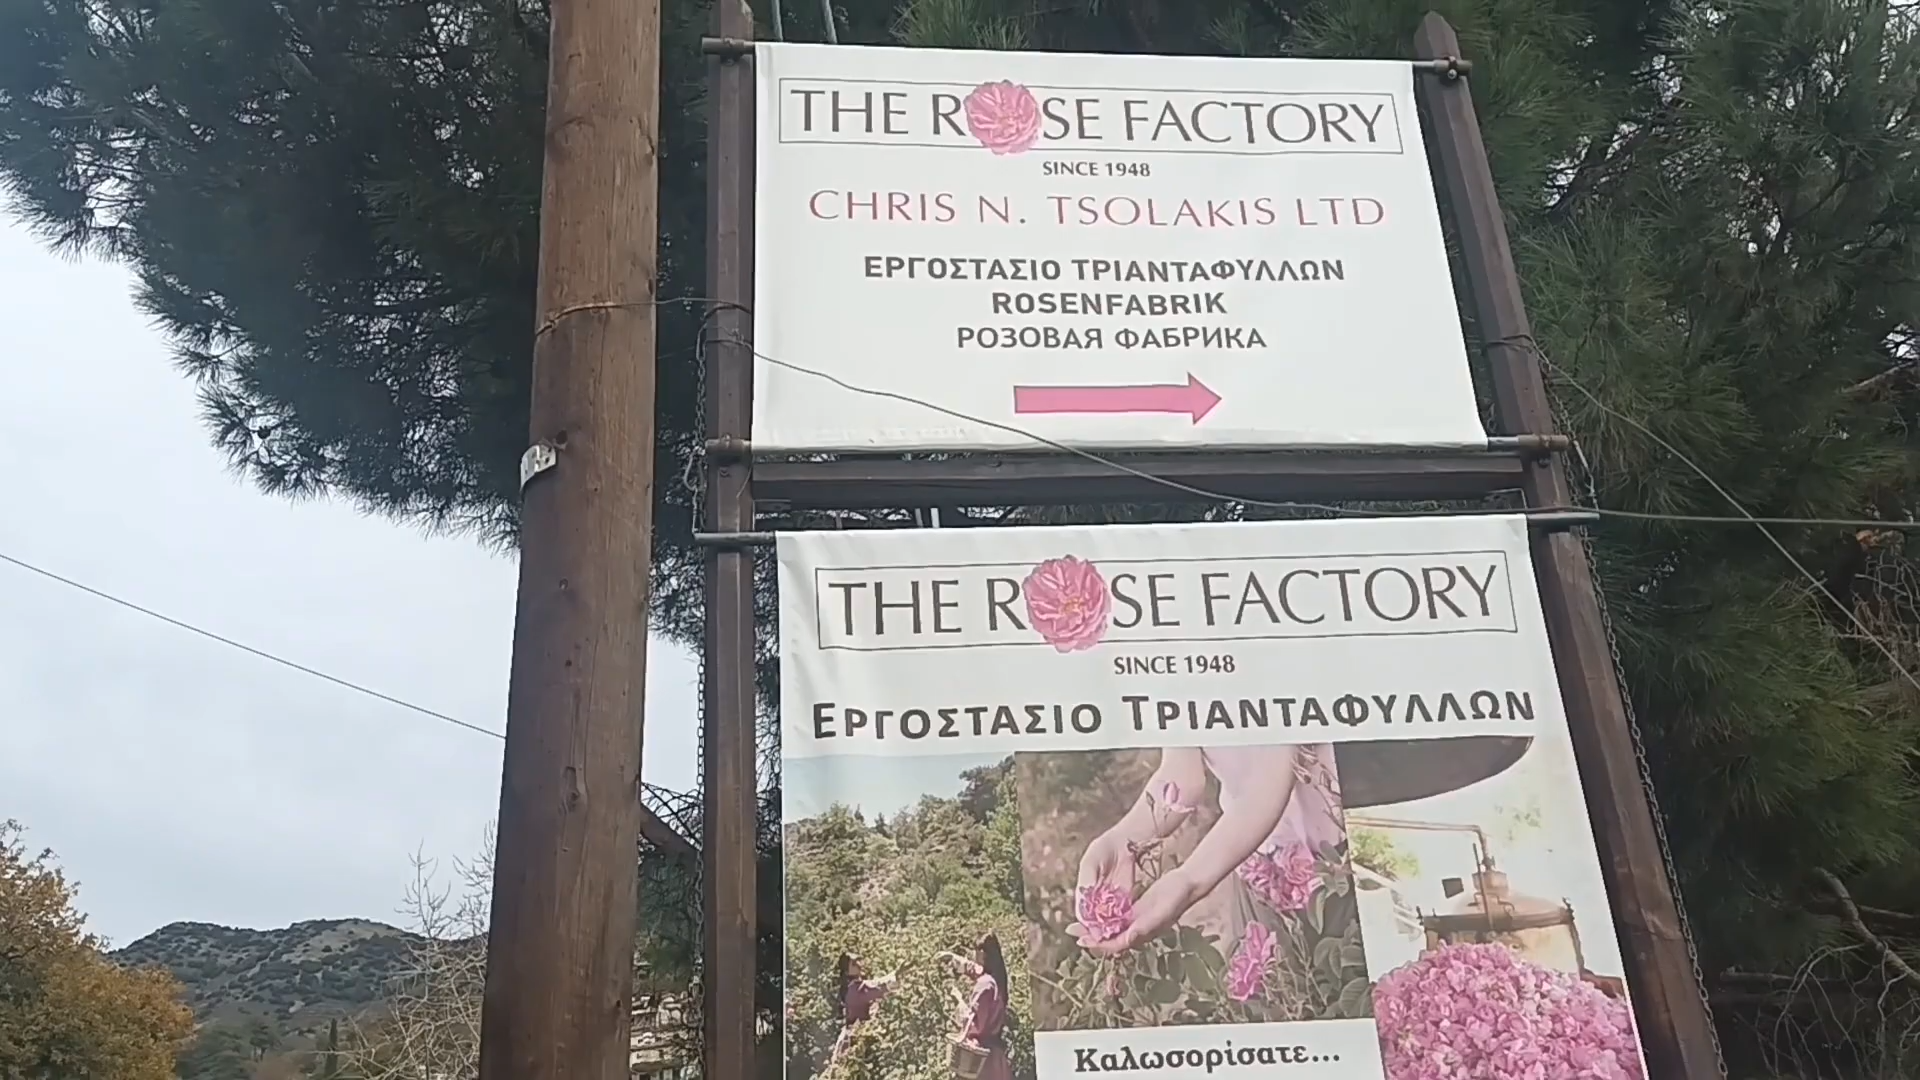 THE ROSE FACTORY
SINCE 1948
CHRIS N. TSOLAKIS LTD
ΕΡΓΟΣΤΑΣΙΟ ΤΡΙΑΝΤΑΦΥΛΛΩΝ
ROSENFABRIK
РОЗОВАЯ ФАБРИКА
THE ROSE FACTORY
SINCE 1948
ΕΡΓΟΣΤΑΣΙΟ ΤΡΙΑΝΤΑΦΥΛΛΩΝ
Καλωσορίσατε...